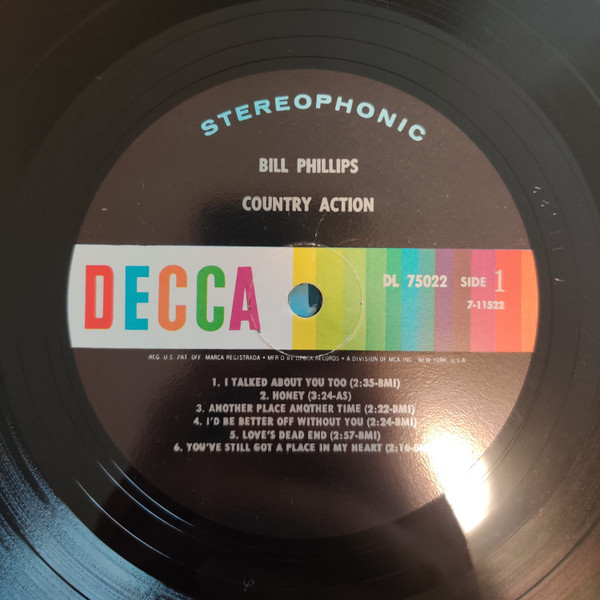 STEREOPHONIC
BILL PHILLIPS
COUNTRY ACTION
DECCA
DL 75022 SIDE 1
7-11522
REG. U.S. PAT. OFF. MARCA REGISTRADA • MFR'D BY DECCA RECORDS • A DIVISION OF MCA INC. NEW YORK, U.S.A.
1. I TALKED ABOUT YOU TOO (2:35-BMI)
2. HONEY (3:24-AS)
3. ANOTHER PLACE ANOTHER TIME (2:22-BMI)
4. I'D BE BETTER OFF WITHOUT YOU (2:24-BMI)
5. LOVE'S DEAD END (2:57-BMI)
6. YOU'VE STILL GOT A PLACE IN MY HEART